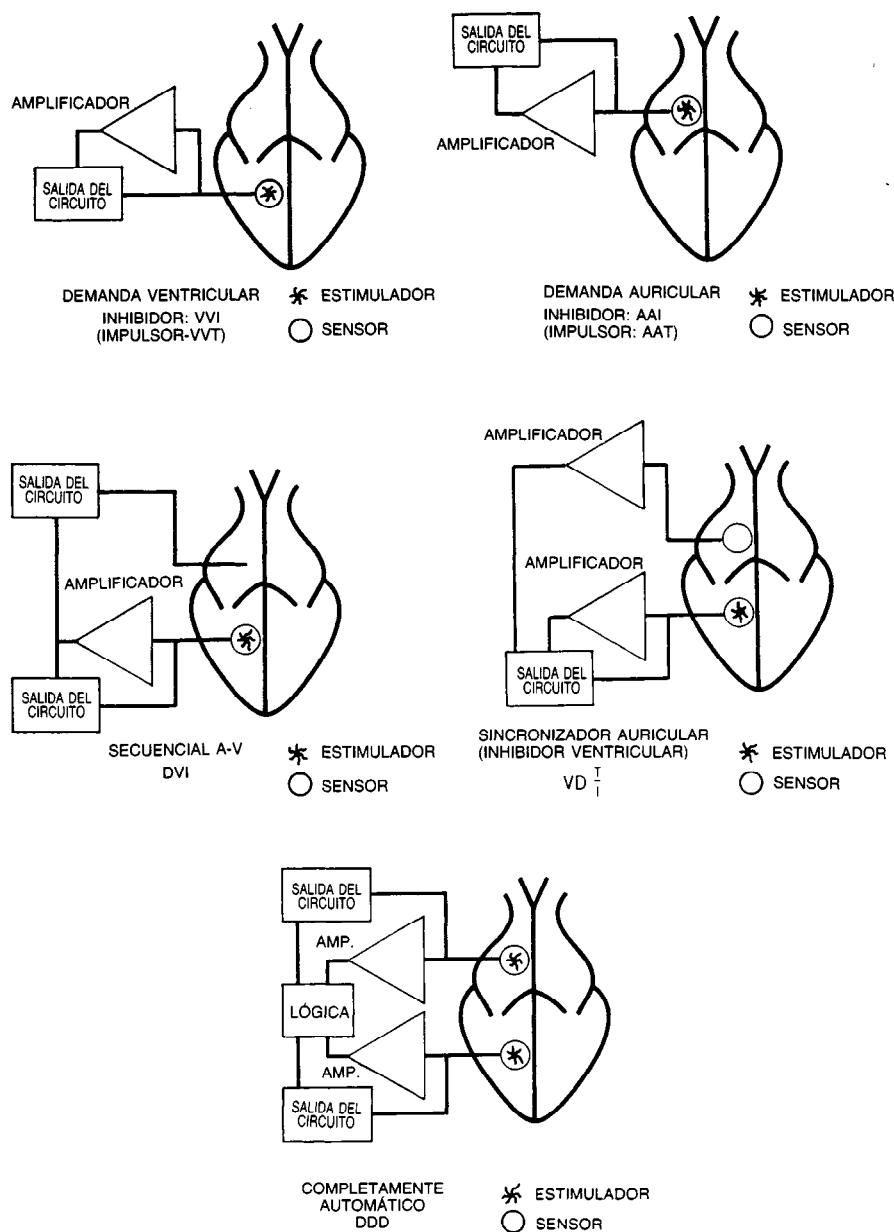 AMPLIFICADOR
SALIDA DEL
CIRCUITO
DEMANDA VENTRICULAR
INHIBIDOR: VVI
(IMPULSOR-VVT)
ESTIMULADOR
SENSOR
SALIDA DEL
CIRCUITO
AMPLIFICADOR
DEMANDA AURICULAR
INHIBIDOR: AAI
(IMPULSOR: AAT)
ESTIMULADOR
SENSOR
SALIDA DEL
CIRCUITO
AMPLIFICADOR
SALIDA DEL
CIRCUITO
SECUENCIAL A-V
DVI
ESTIMULADOR
SENSOR
AMPLIFICADOR
AMPLIFICADOR
SALIDA DEL
CIRCUITO
SINCRONIZADOR AURICULAR
(INHIBIDOR VENTRICULAR)
VD T/I
ESTIMULADOR
SENSOR
SALIDA DEL
CIRCUITO
AMP.
LÓGICA
AMP.
SALIDA DEL
CIRCUITO
COMPLETAMENTE
AUTOMÁTICO
DDD
ESTIMULADOR
SENSOR